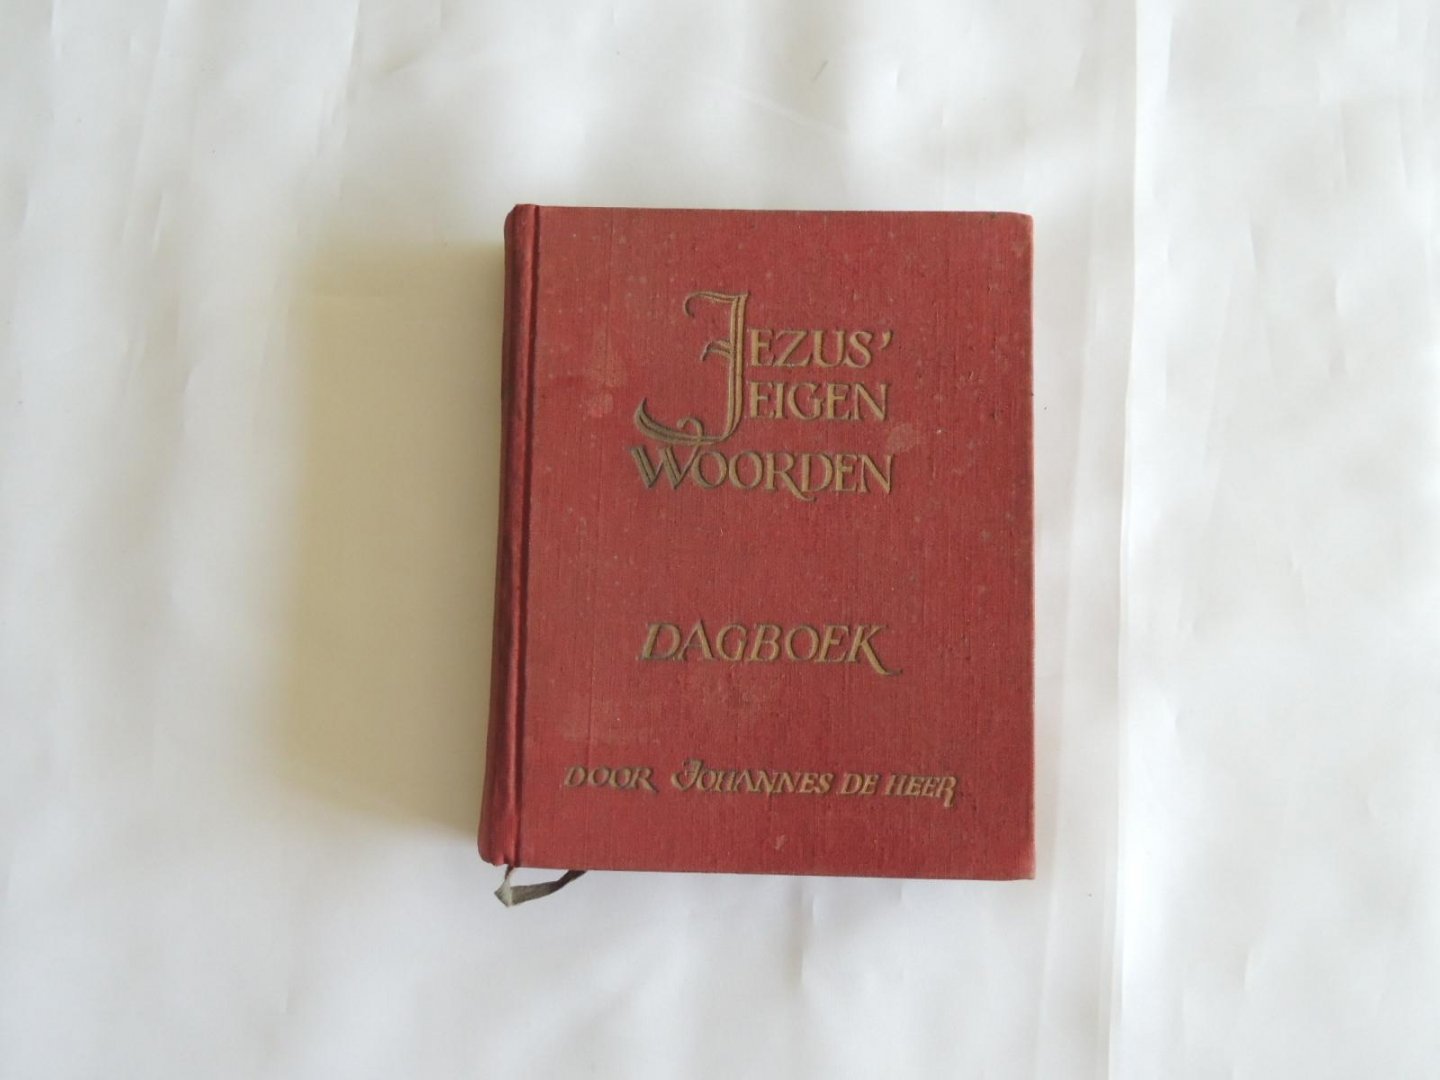 JEZUS'
EIGEN
WOORDEN
DAGBOEK
DOOR JOHANNES DE HEER